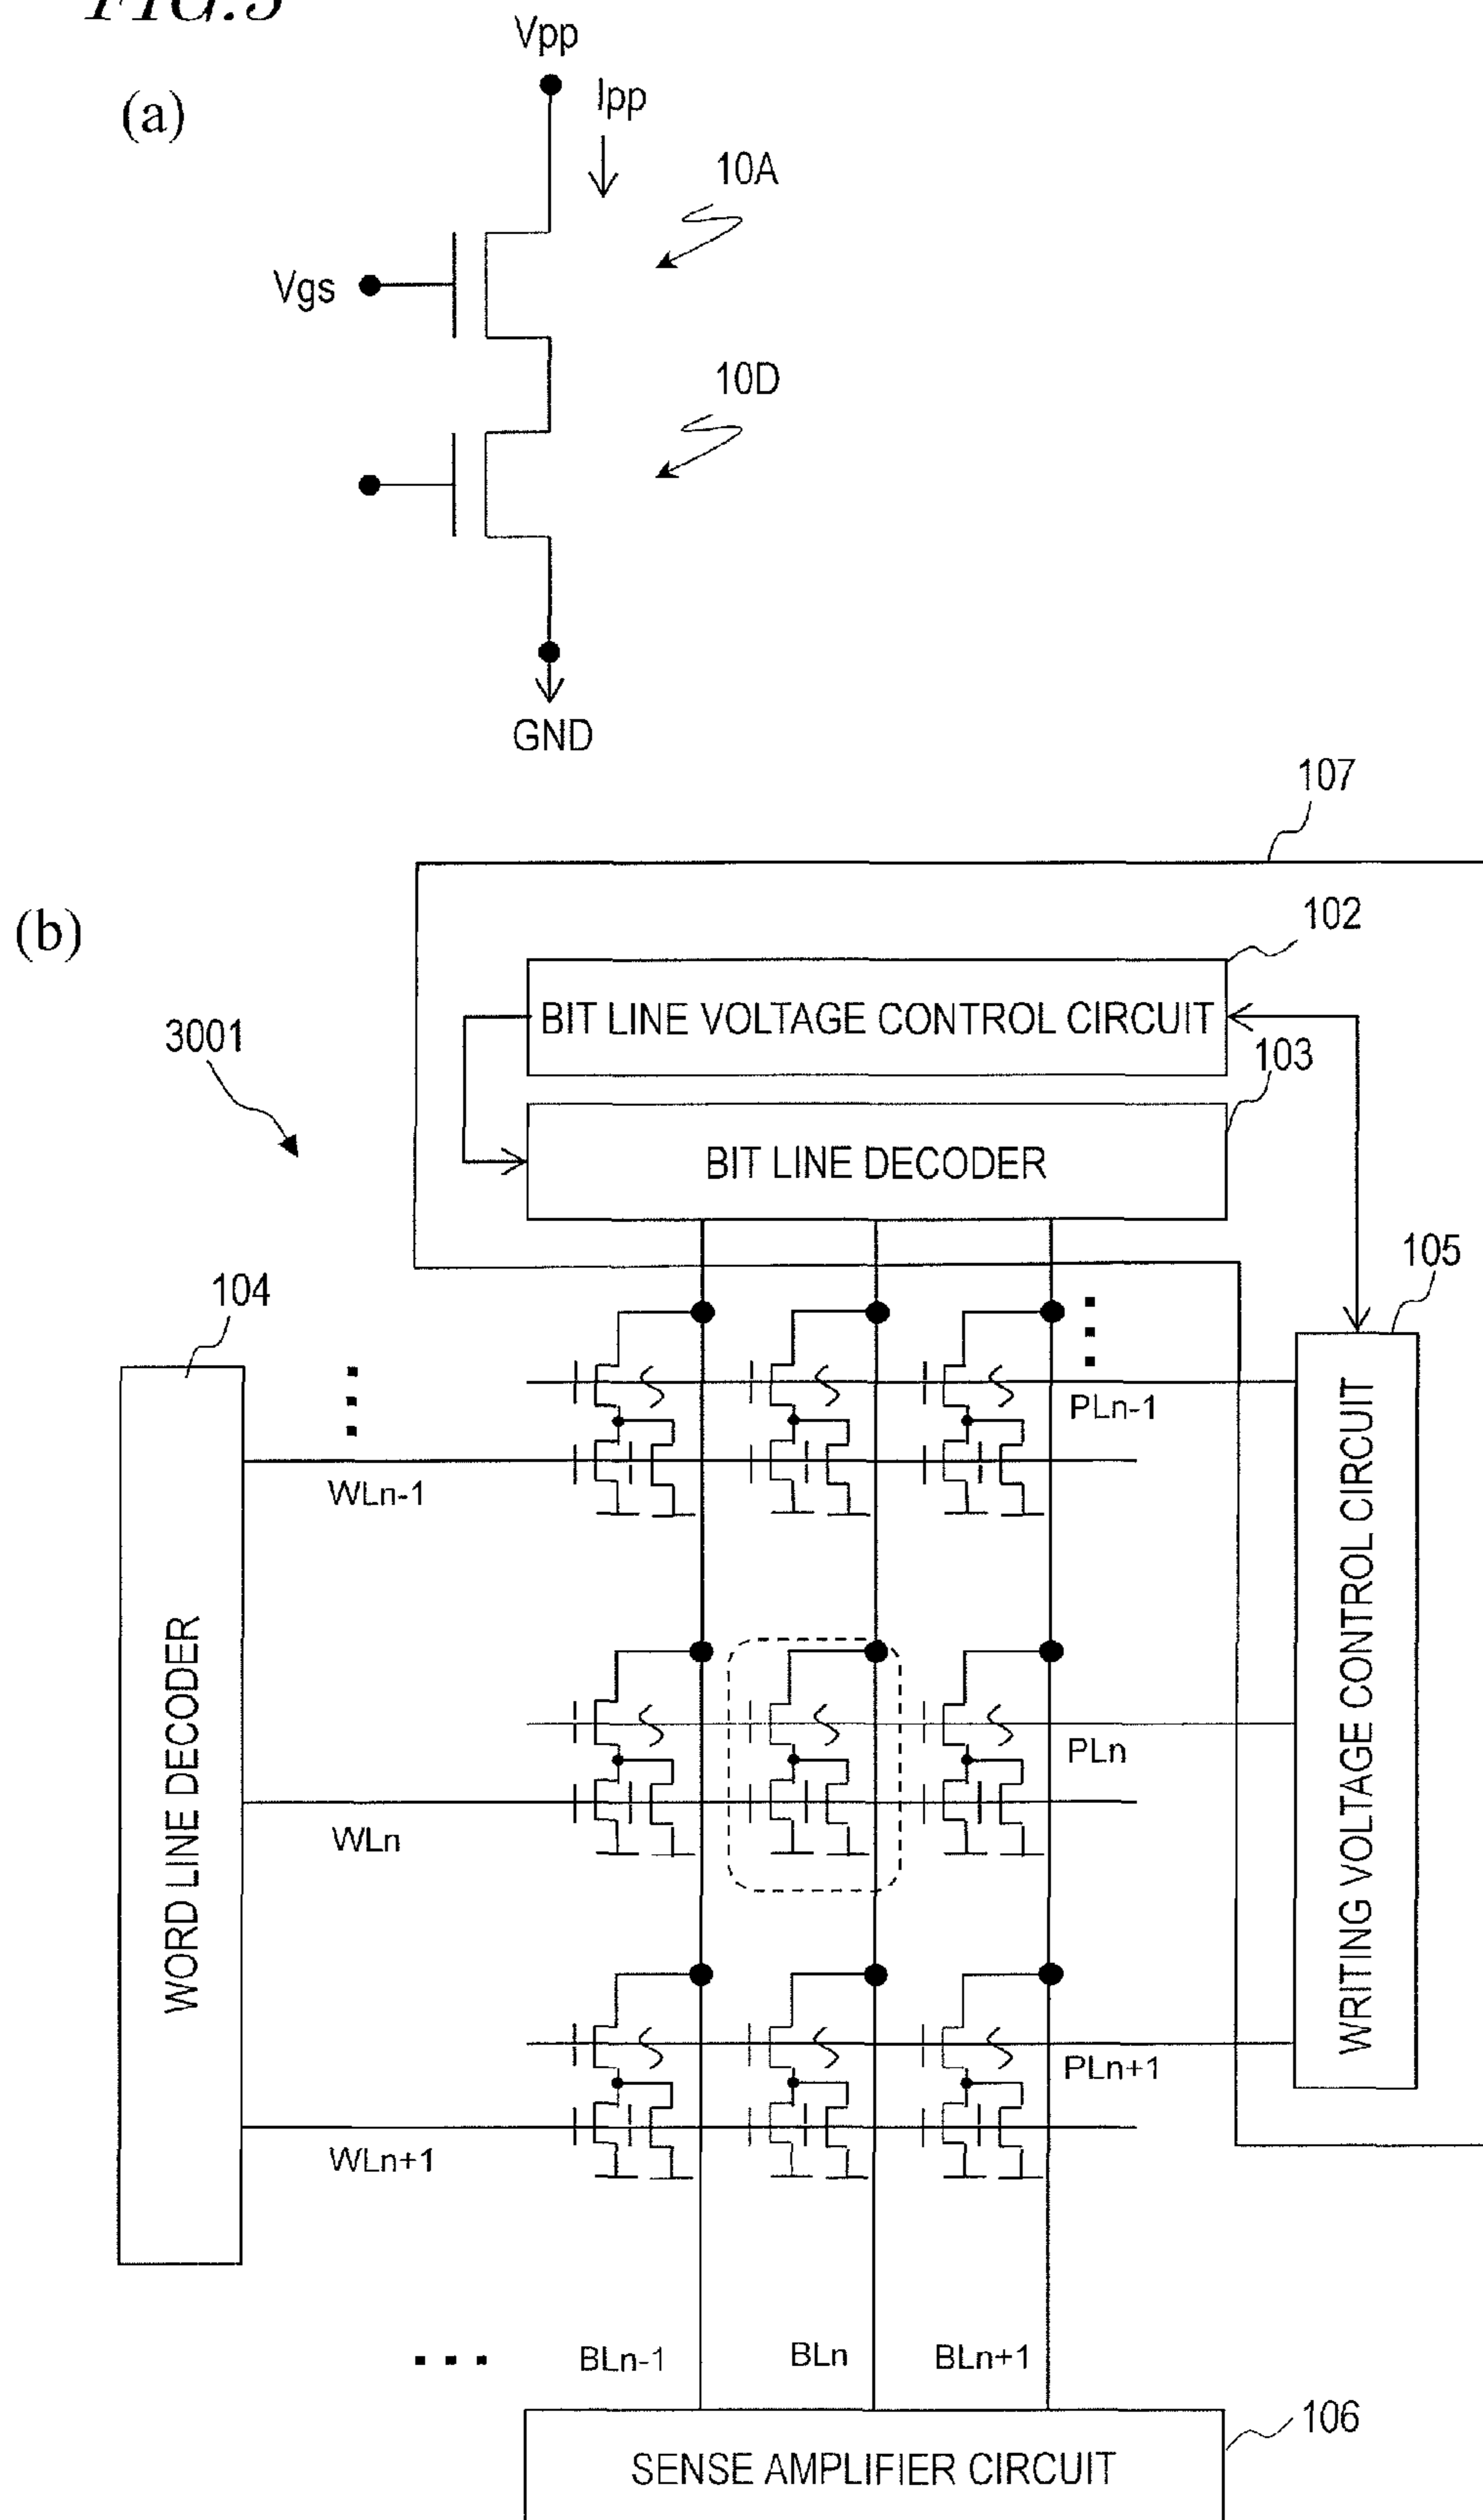 FIG.5
Vpp
(a)
Ipp
10A
Vgs
10D
GND
107
(b)
102
BIT LINE VOLTAGE CONTROL CIRCUIT
3001
103
BIT LINE DECODER
105
104
PLn-1
WLn-1
WORD LINE DECODER
WRITING VOLTAGE CONTROL CIRCUIT
PLn
WLn
PLn+1
WLn+1
BLn-1
BLn
BLn+1
106
SENSE AMPLIFIER CIRCUIT